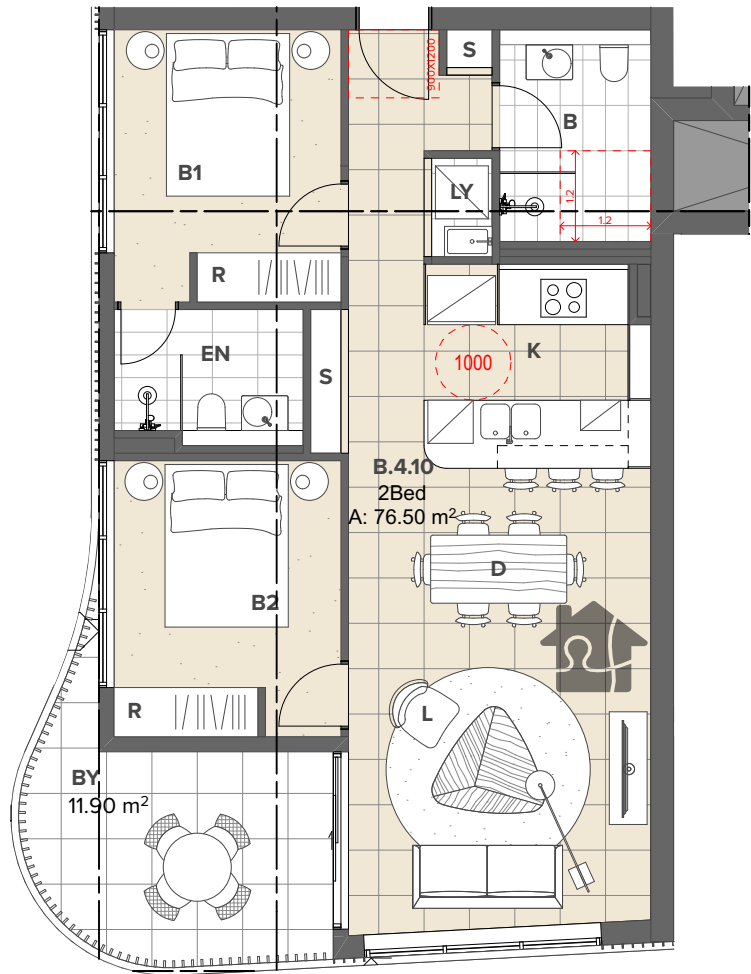 S
900X1200
B
B1
LY
1.2
1.2
R
EN
K
1000
S
B.4.10
2Bed
A: 76.50 m²
D
B2
R
L
BY
11.90 m²